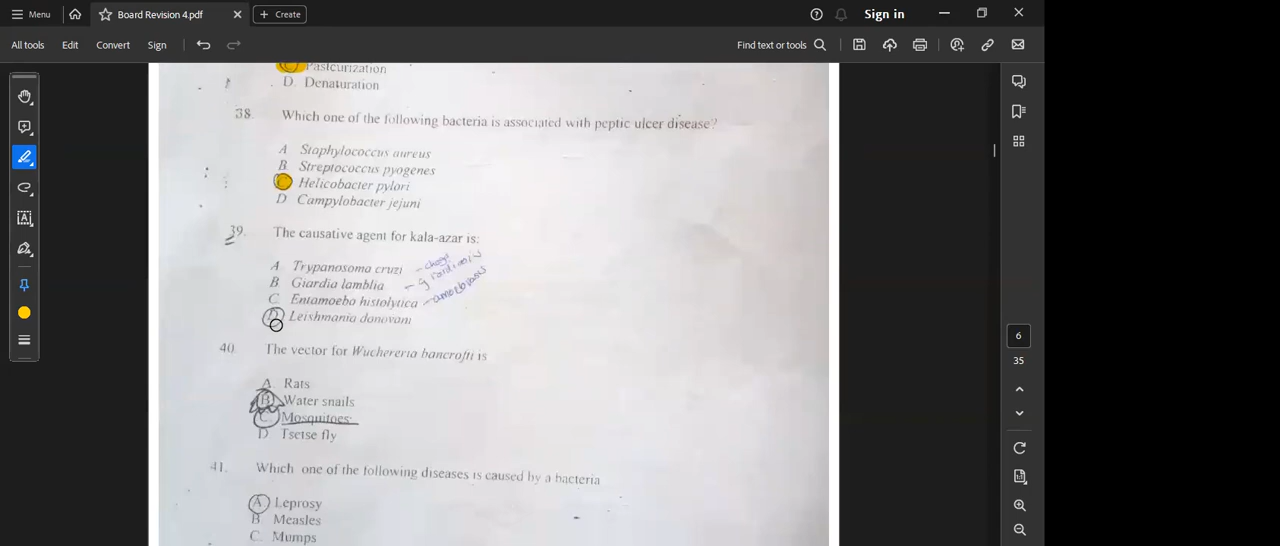 Menu
Board Revision 4.pdf
Create
Sign in
All tools
Edit
Convert
Sign
Find text or tools
Pasteurization
D. Denaturation
38. Which one of the following bacteria is associated with peptic ulcer disease?
A Staphylococcus aureus
B Streptococcus pyogenes
Helicobacter pylori
D Campylobacter jejuni
39. The causative agent for kala-azar is:
A Trypanosoma cruzi
B Giardia lamblia
C. Entamoebo histolytica - amoebiasis
D Leishmania donovani
40. The vector for Wuchereria bancrofti is
A. Rats
B Water snails
C. Mosquitoes
D Tsetse fly
41. Which one of the following diseases is caused by a bacteria
A Leprosy
B Measles
C. Mumps
6
35